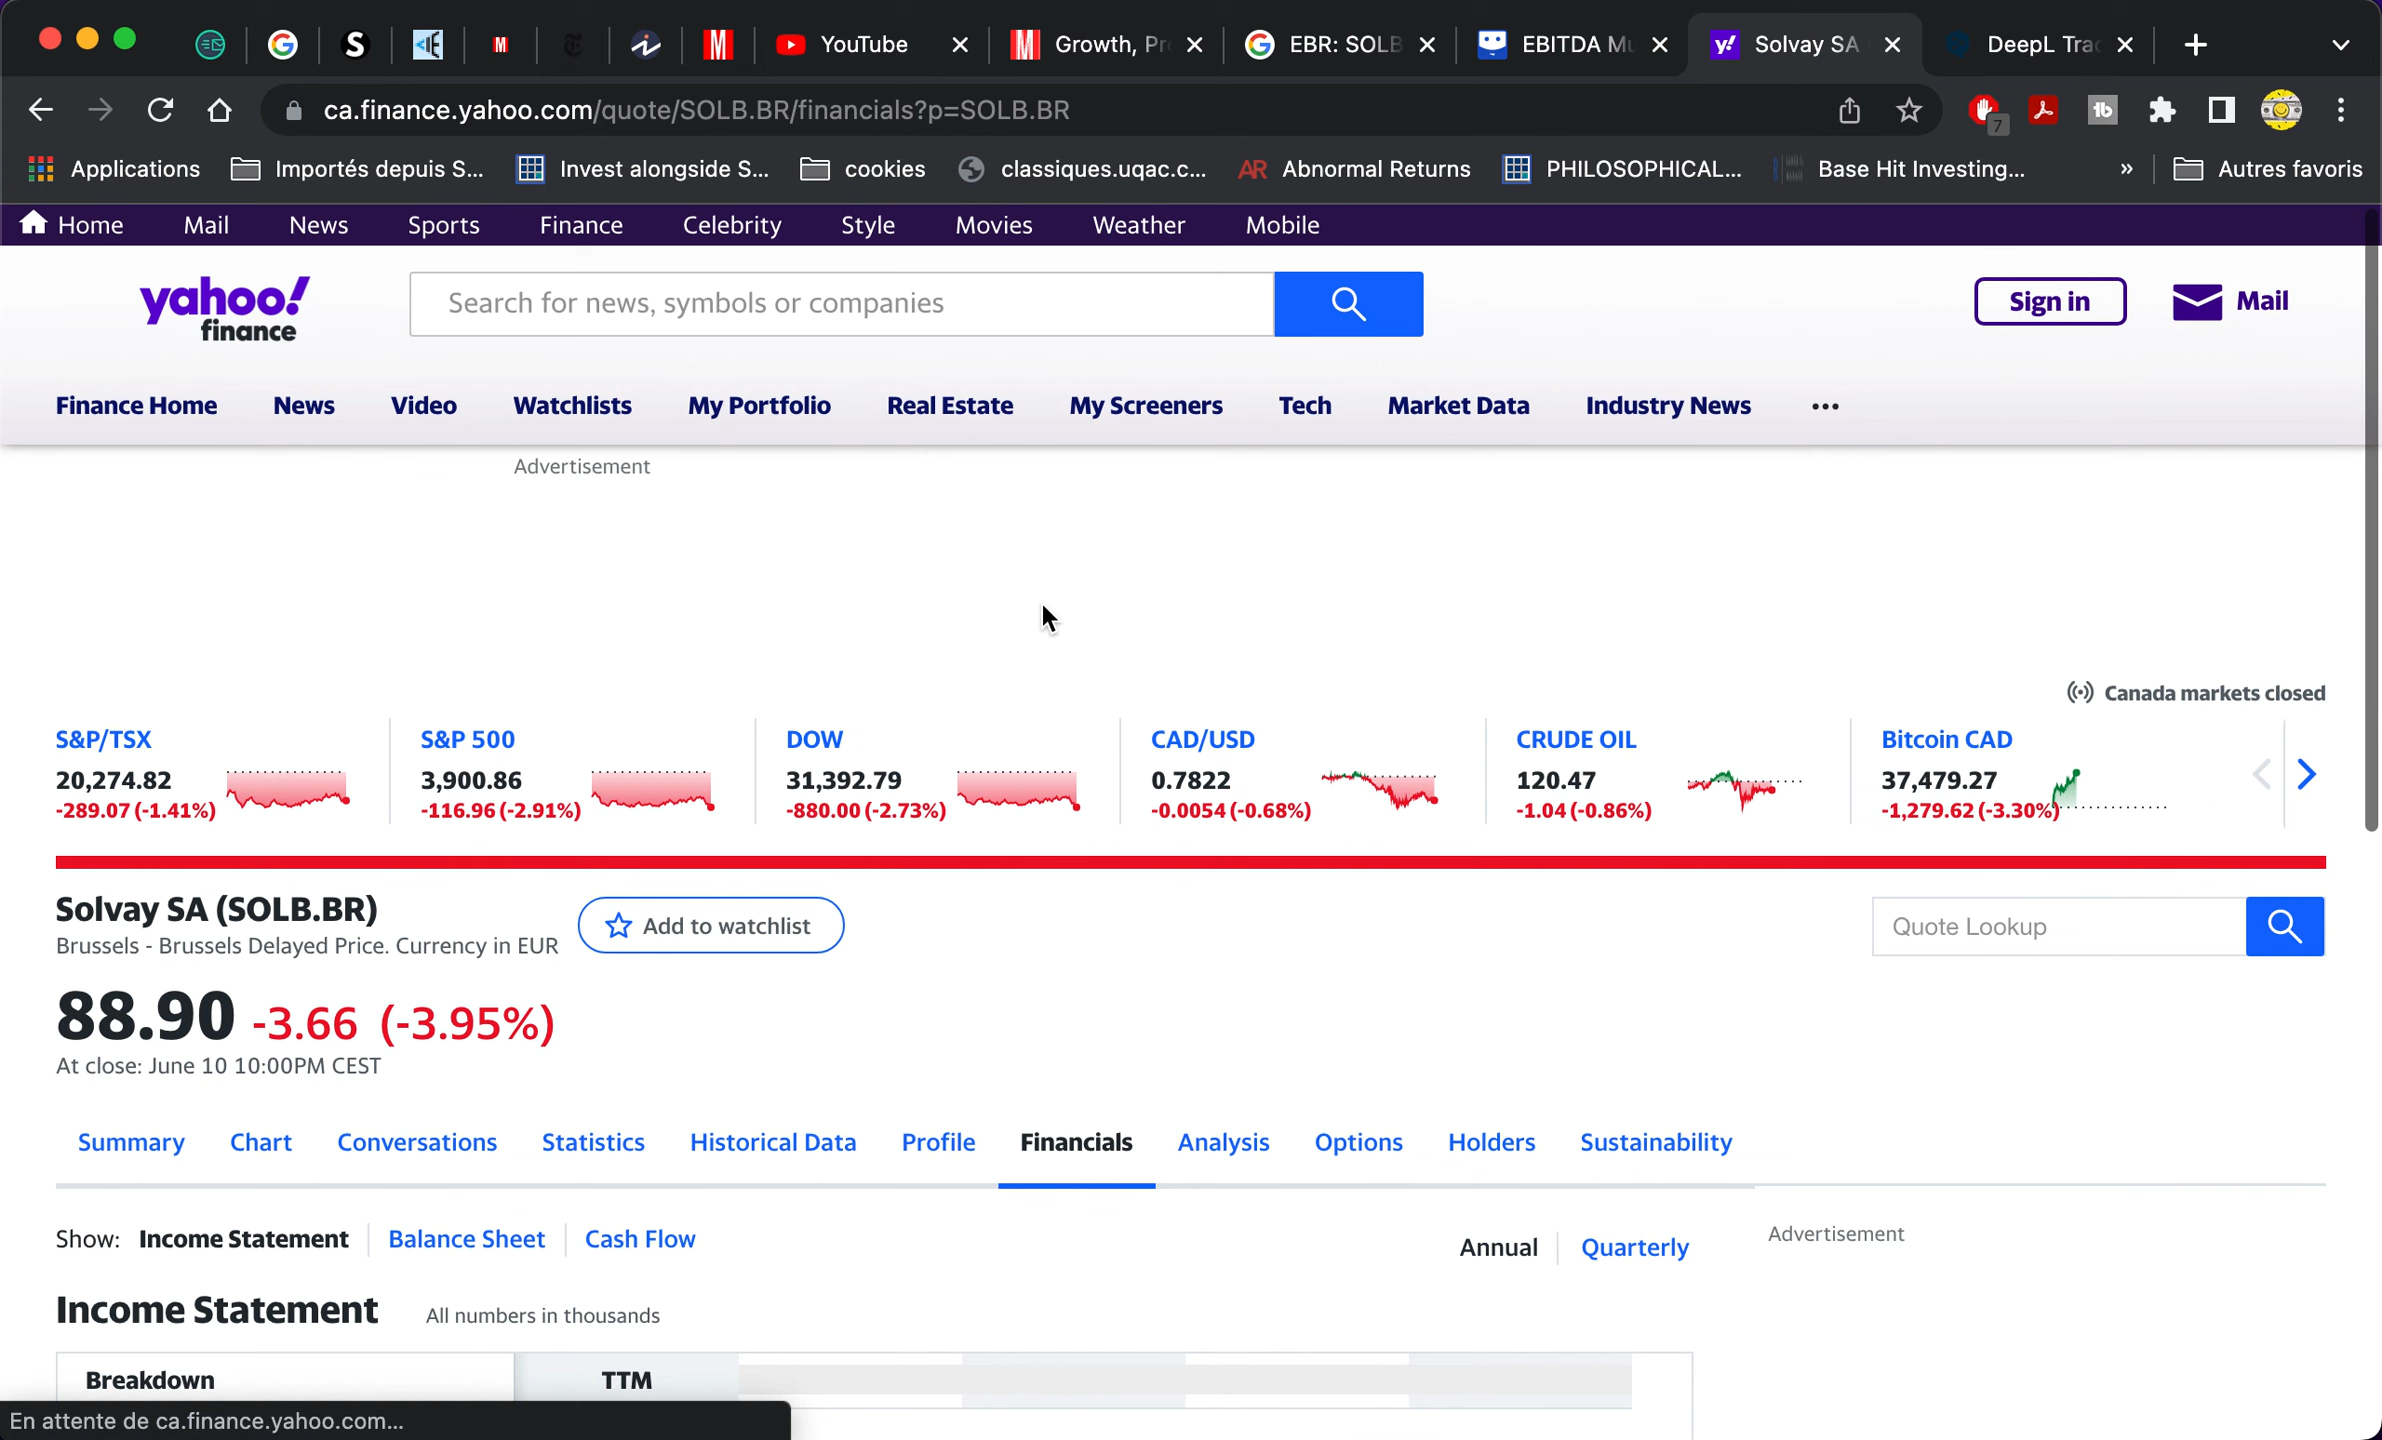 YouTube
Growth, Pr
EBR: SOLB
EBITDA Mu
Solvay SA
DeepL Trad
ca.finance.yahoo.com/quote/SOLB.BR/financials?p=SOLB.BR
7
Applications
Importés depuis S...
Invest alongside S...
cookies
classiques.uqac.c...
AR Abnormal Returns
PHILOSOPHICAL...
Base Hit Investing...
»
Autres favoris
Home Mail News Sports Finance Celebrity Style Movies Weather Mobile
yahoo!
finance
Search for news, symbols or companies
Sign in
Mail
Finance Home News Video Watchlists My Portfolio Real Estate My Screeners Tech Market Data Industry News ...
Advertisement
Canada markets closed
S&P/TSX
20,274.82
-289.07 (-1.41%)
S&P 500
3,900.86
-116.96 (-2.91%)
DOW
31,392.79
-880.00 (-2.73%)
CAD/USD
0.7822
-0.0054 (-0.68%)
CRUDE OIL
120.47
-1.04 (-0.86%)
Bitcoin CAD
37,479.27
-1,279.62 (-3.30%)
Solvay SA (SOLB.BR)
Brussels - Brussels Delayed Price. Currency in EUR
Add to watchlist
Quote Lookup
88.90 -3.66 (-3.95%)
At close: June 10 10:00PM CEST
Summary Chart Conversations Statistics Historical Data Profile Financials Analysis Options Holders Sustainability
Show: Income Statement Balance Sheet Cash Flow
Annual Quarterly
Advertisement
Income Statement All numbers in thousands
Breakdown TTM
En attente de ca.finance.yahoo.com...